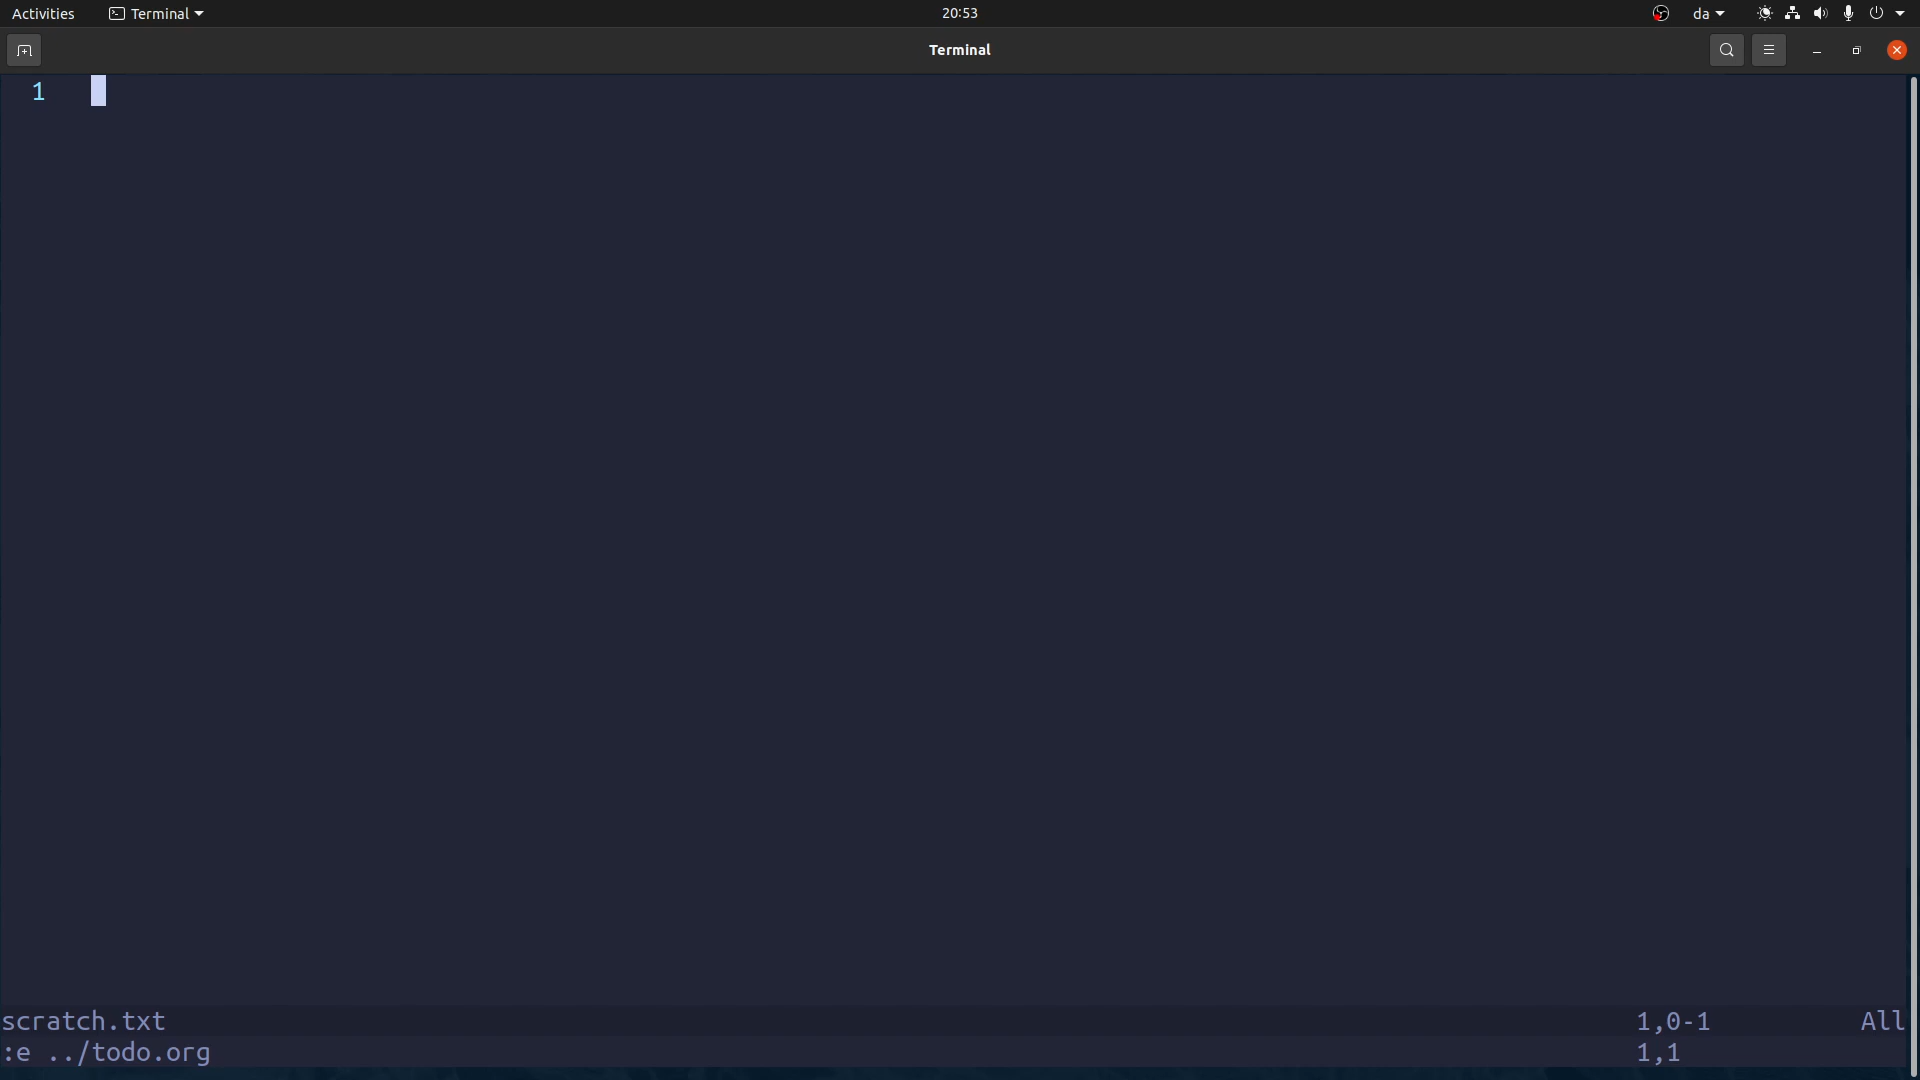 Activities Terminal 20:53 da
Terminal
1
scratch.txt 1,0-1 All
:e ../todo.org 1,1